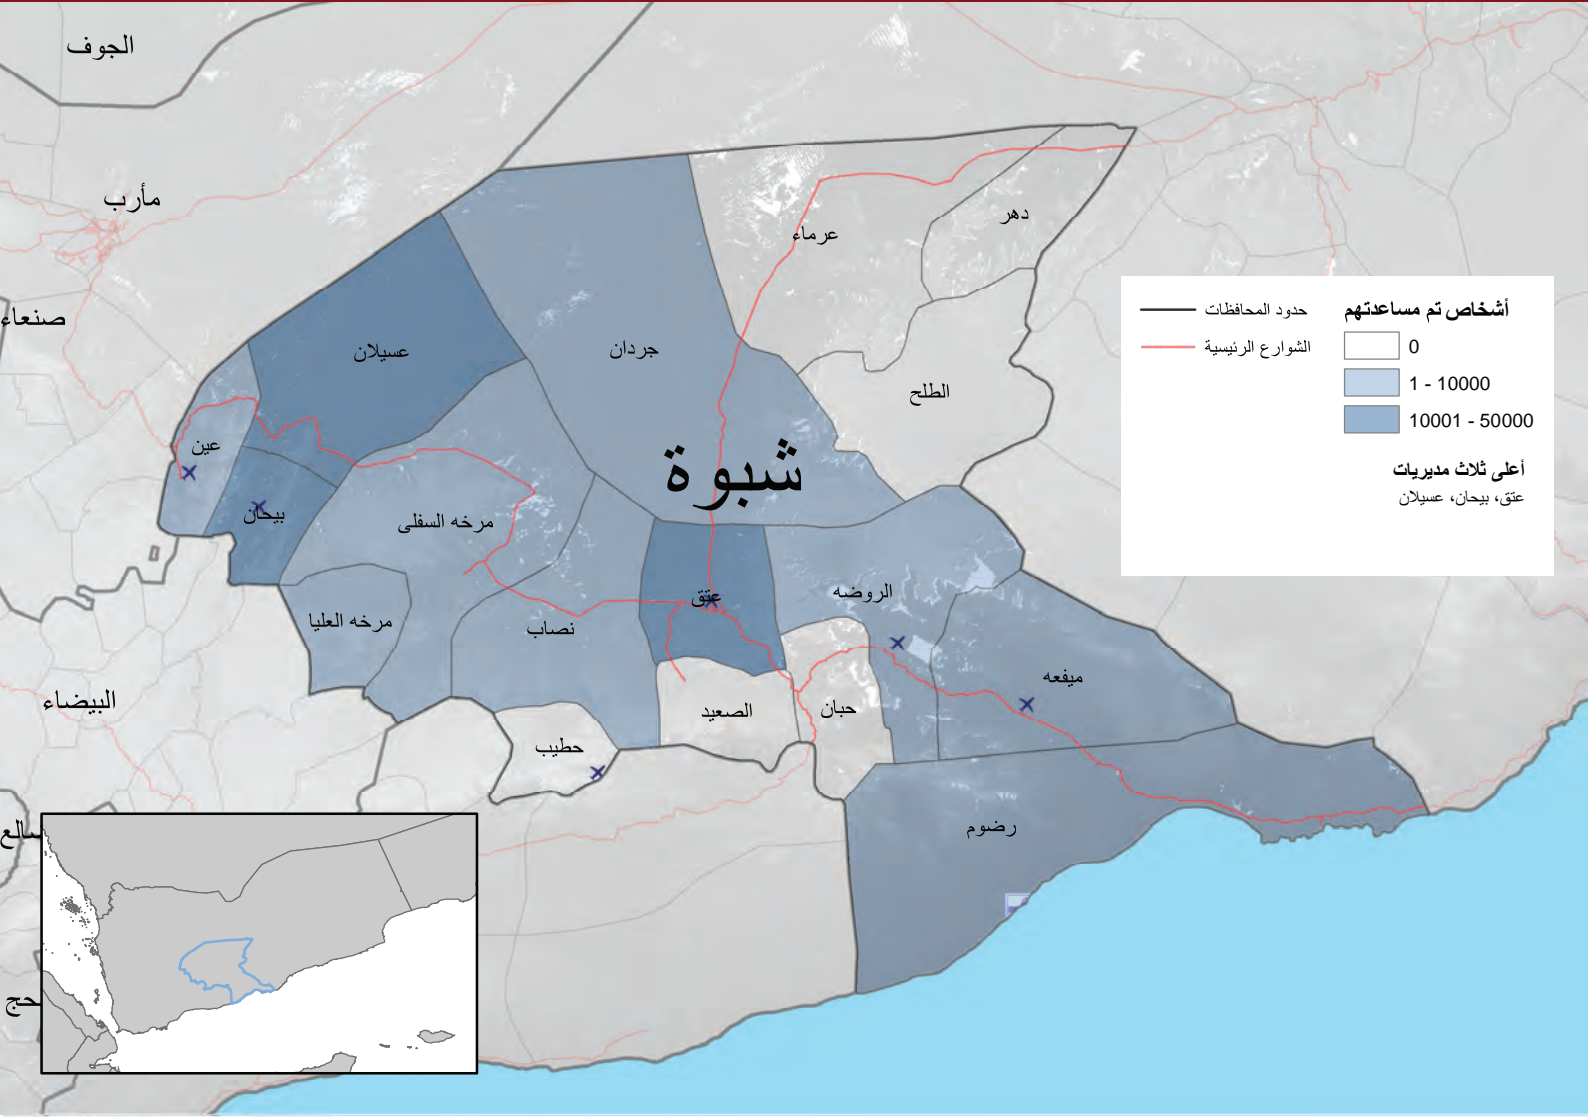 الجوف
مأرب
صنعاء
دهر
عرماء
عسيلان
جردان
الطلح
عين
شبوة
بيحان
مرخه السفلى
عتق
الروضه
مرخه العليا
نصاب
ميفعه
البيضاء
الصعيد
حبان
حطيب
رضوم
حدود المحافظات
الشوارع الرئيسية
أشخاص تم مساعدتهم
0
1 - 10000
10001 - 50000
أعلى ثلاث مديريات
عتق، بيحان، عسيلان